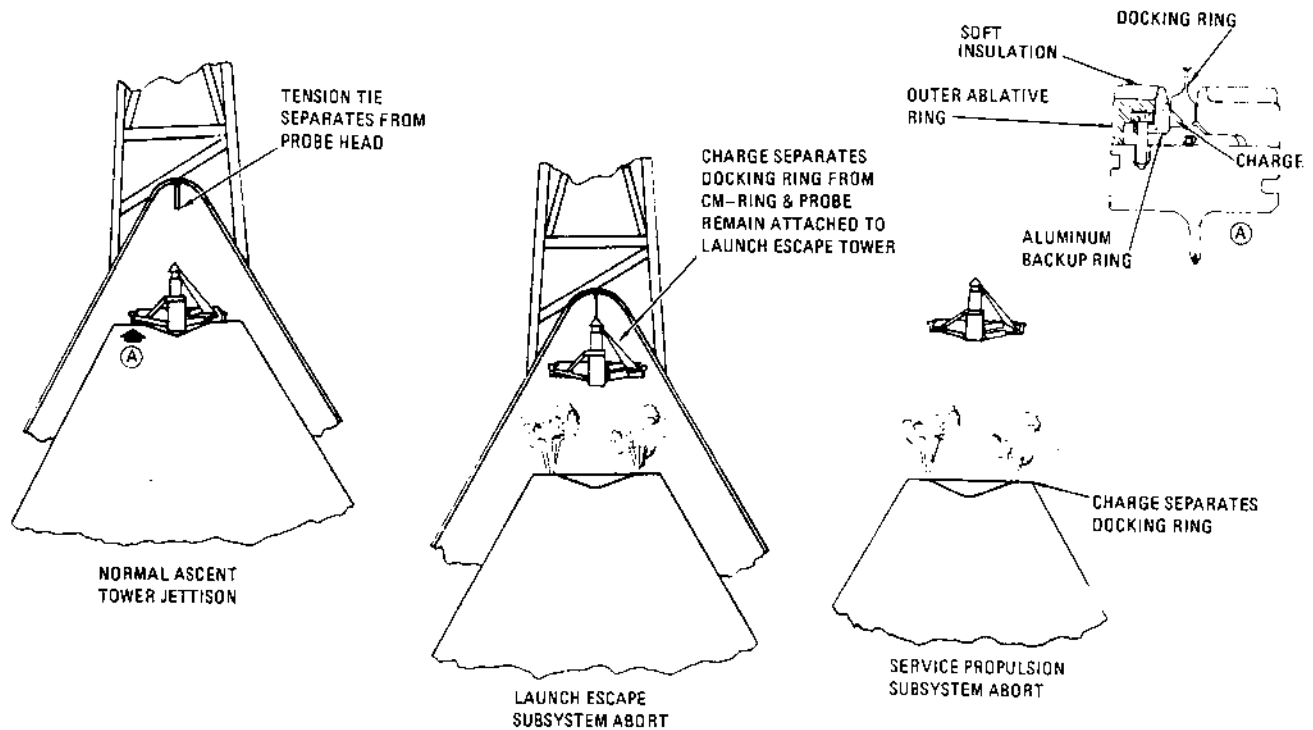 TENSION TIE
SEPARATES FROM
PROBE HEAD
A
NORMAL ASCENT
TOWER JETTISON
CHARGE SEPARATES
DOCKING RING FROM
CM-RING & PROBE
REMAIN ATTACHED TO
LAUNCH ESCAPE TOWER
LAUNCH ESCAPE
SUBSYSTEM ABORT
DOCKING RING
SOFT
INSULATION
OUTER ABLATIVE
RING
CHARGE
ALUMINUM
BACKUP RING
A
CHARGE SEPARATES
DOCKING RING
SERVICE PROPULSION
SUBSYSTEM ABORT